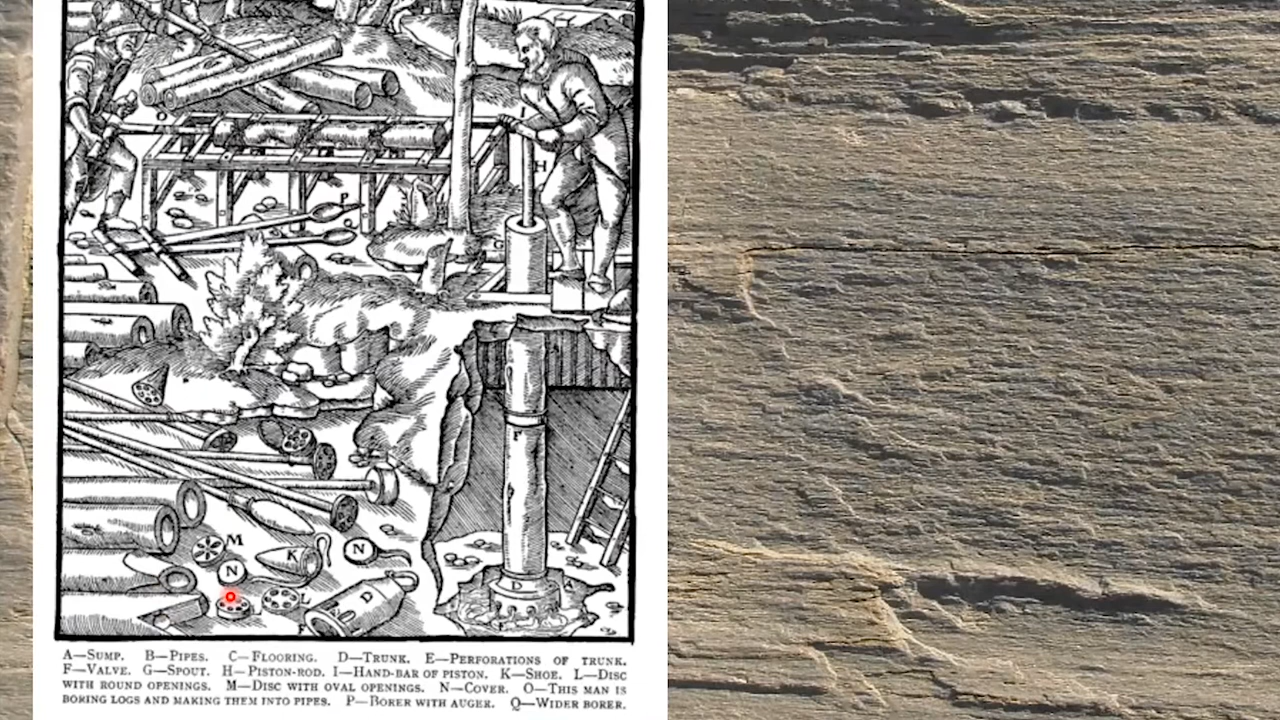 H
O
H
P
G
F
M
K
N
N
D
D
A
L
A—Sump. B—Pipes. C—Flooring. D—Trunk. E—Perforations of trunk.
F—Valve. G—Spout. H—Piston-rod. I—Hand-bar of piston. K—Shoe. L—Disc
with round openings. M—Disc with oval openings. N—Cover. O—This man is
boring logs and making them into pipes. P—Borer with auger. Q—Wider borer.